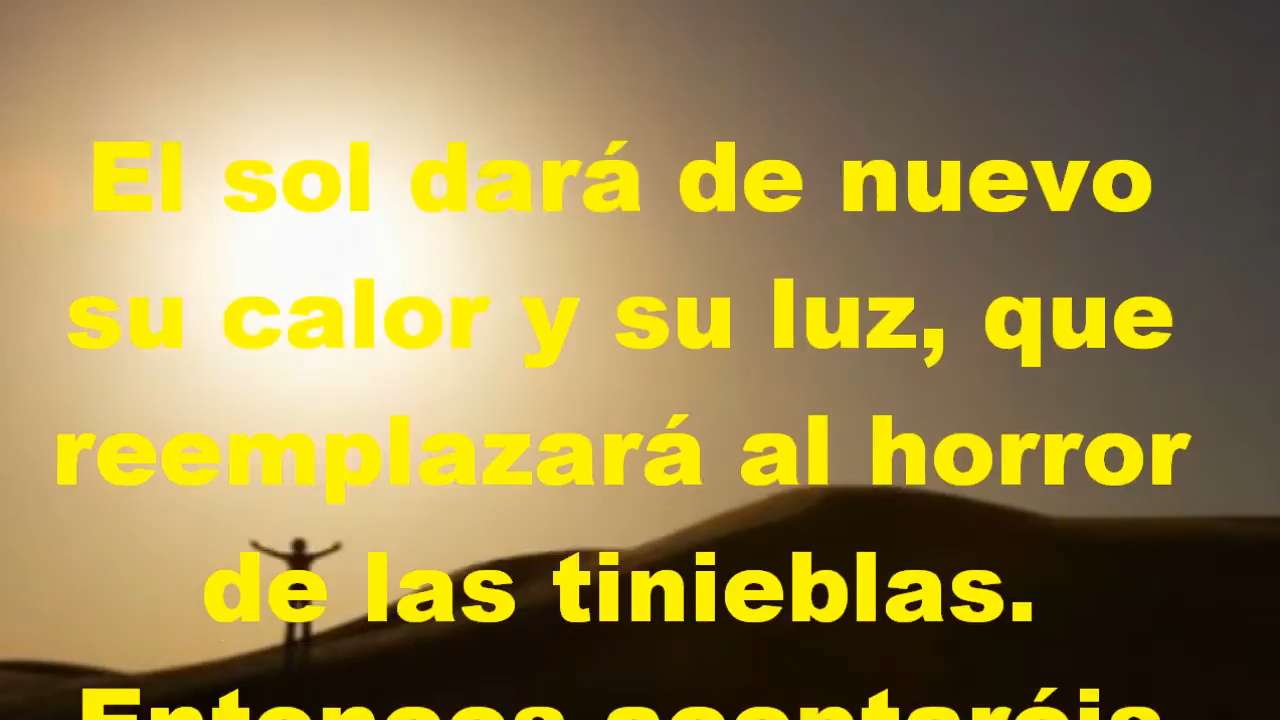 El sol dará de nuevo
su calor y su luz, que
reemplazará al horror
de las tinieblas.
Entonces aceptaréis